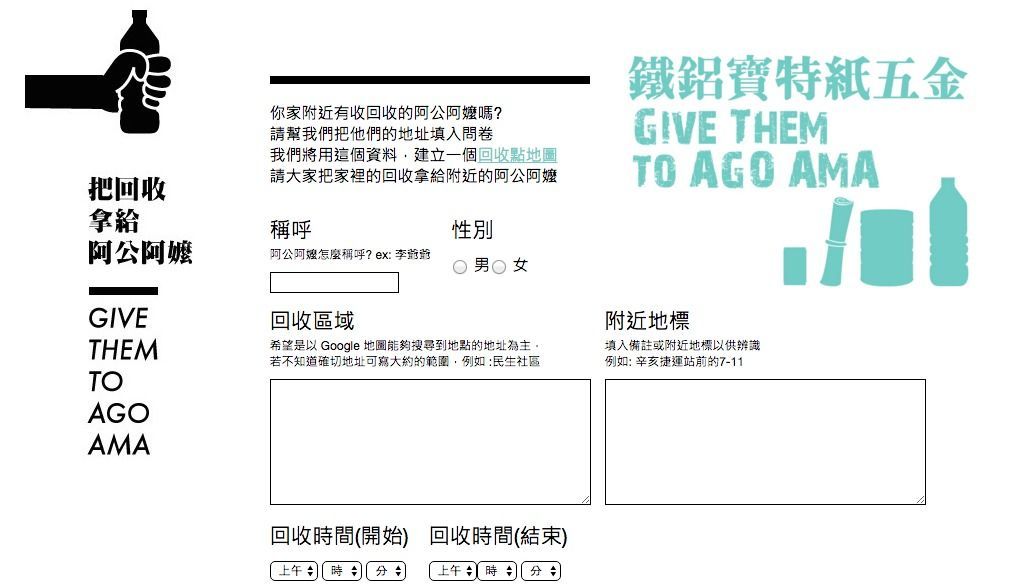 把回收
拿給
阿公阿嬤
GIVE
THEM
TO
AGO
AMA
你家附近有收回收的阿公阿嬤嗎?
請幫我們把他們的地址填入問卷
我們將用這個資料，建立一個回收點地圖
請大家把家裡的回收拿給附近的阿公阿嬤
鐵鋁寶特紙五金
GIVE THEM
TO AGO AMA
稱呼
阿公阿嬤怎麼稱呼? ex: 李爺爺
性別
男 女
回收區域
希望是以 Google 地圖能夠搜尋到地點的地址為主，
若不知道確切地址可寫大約的範圍，例如 :民生社區
附近地標
填入備註或附近地標以供辨識
例如: 辛亥捷運站前的7-11
回收時間(開始)
上午 時 分
回收時間(結束)
上午 時 分